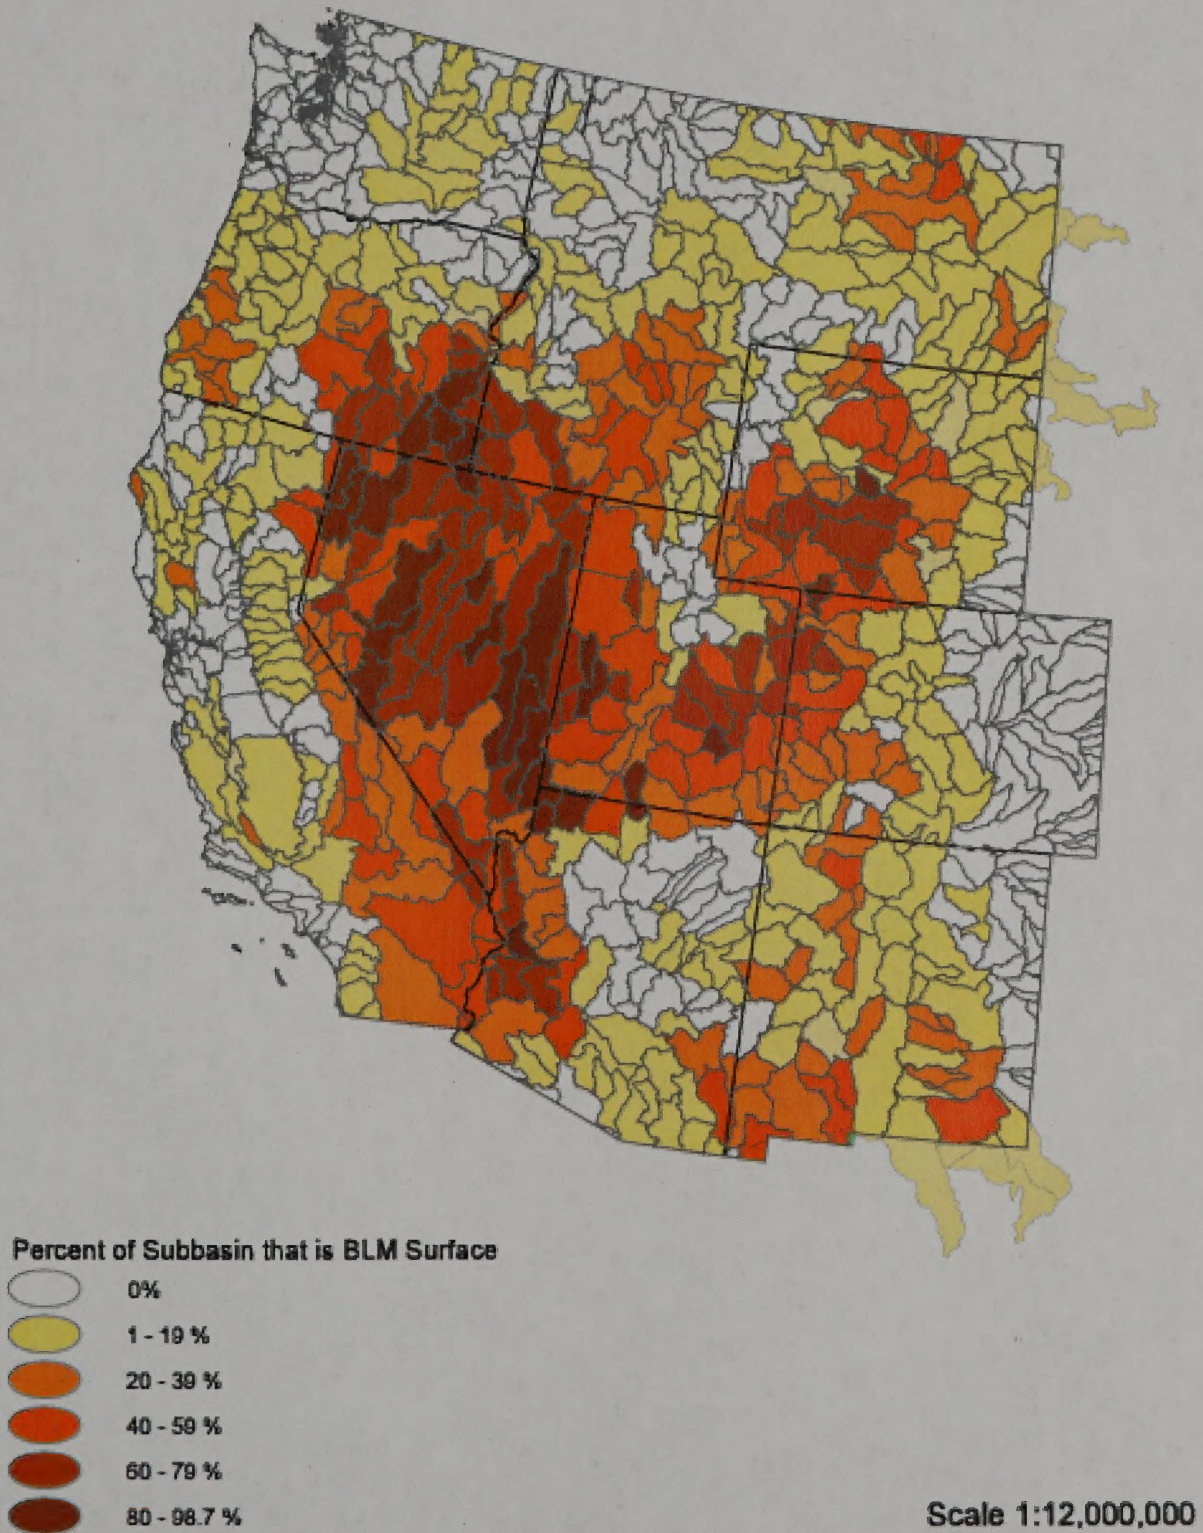 Percent of Subbasin that is BLM Surface
0%
1 - 19 %
20 - 39 %
40 - 59 %
60 - 79 %
80 - 98.7 %
Scale 1:12,000,000